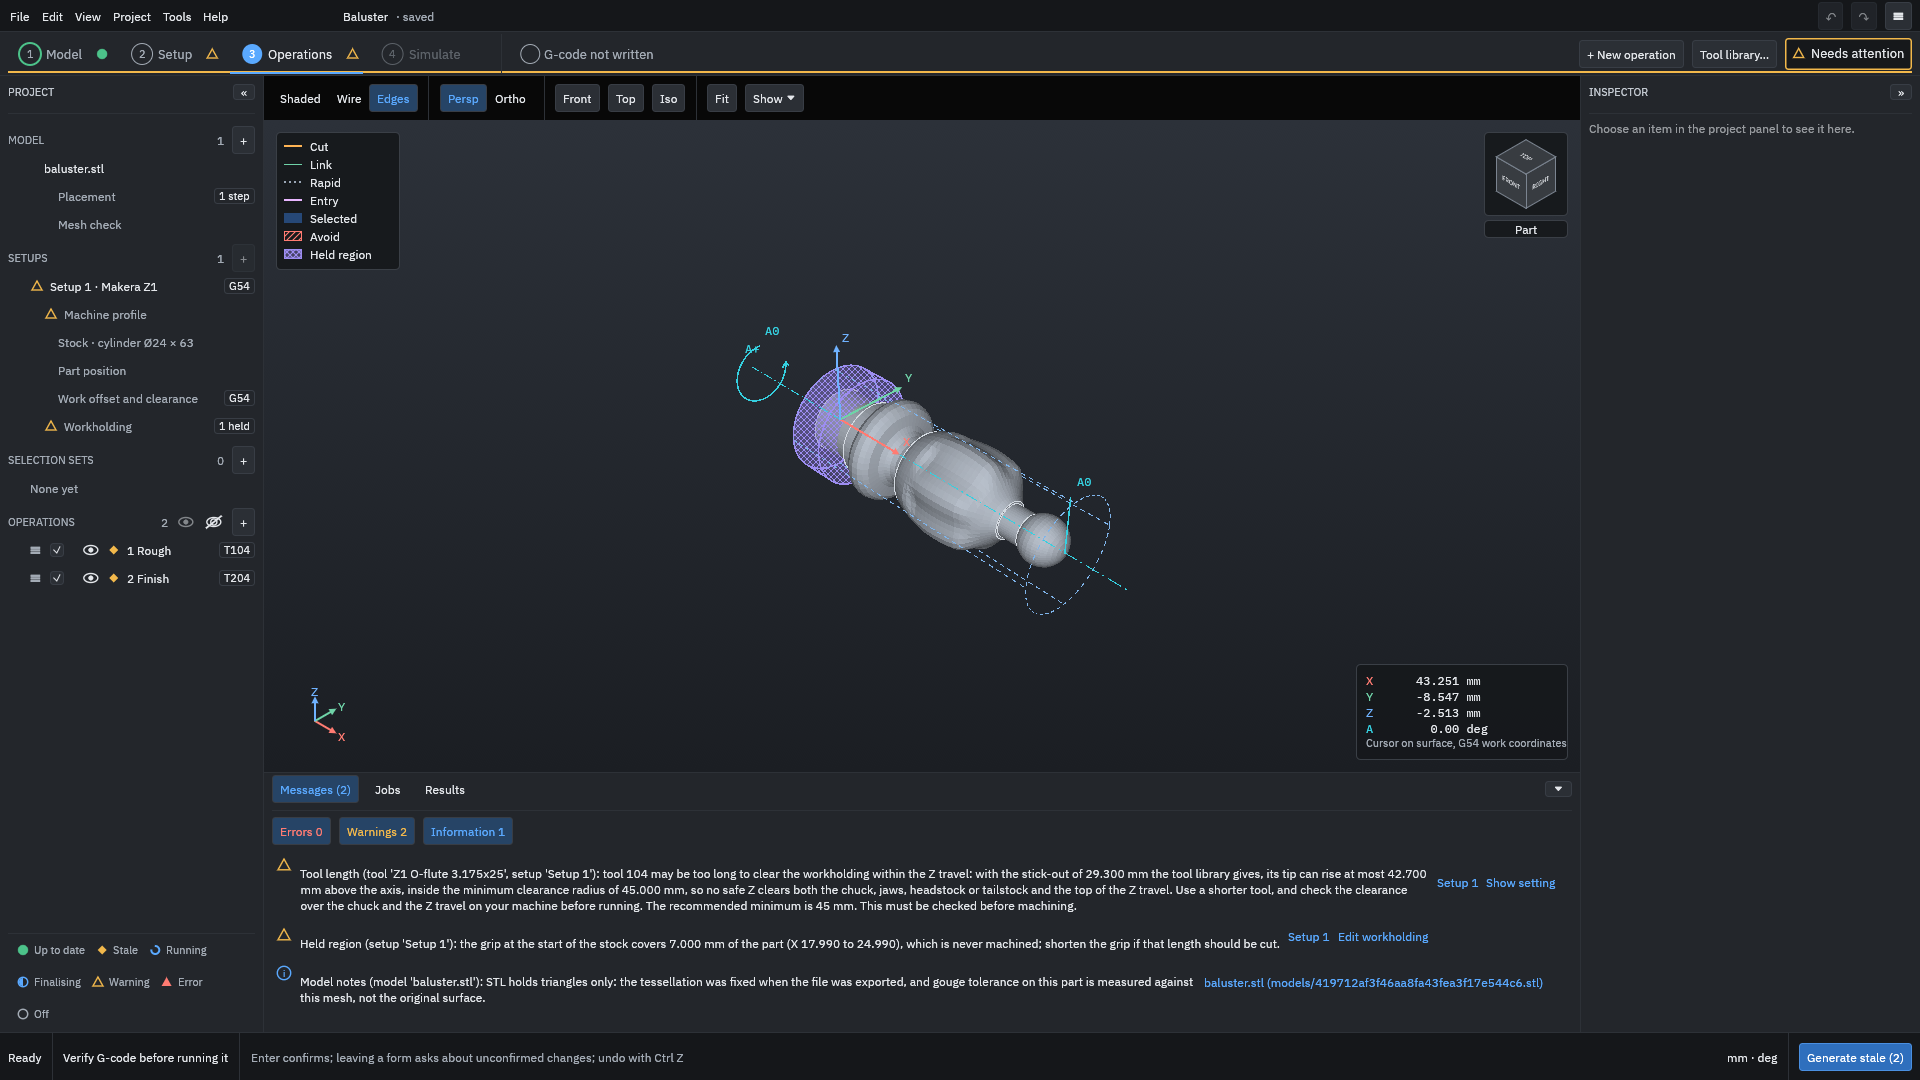 File Edit View Project Tools Help
Baluster · saved
1 Model
2 Setup
3 Operations
4 Simulate
G-code not written
+ New operation
Tool library...
Needs attention
PROJECT
«
MODEL 1 +
baluster.stl
Placement 1 step
Mesh check
SETUPS 1 +
Setup 1 · Makera Z1 G54
Machine profile
Stock · cylinder Ø24 × 63
Part position
Work offset and clearance G54
Workholding 1 held
SELECTION SETS 0 +
None yet
OPERATIONS 2 +
1 Rough T104
2 Finish T204
Up to date Stale Running
Finalising Warning Error
Off
Shaded Wire Edges Persp Ortho Front Top Iso Fit Show
Cut
Link
Rapid
Entry
Selected
Avoid
Held region
A0
A+
Z
Y
X
A0
TOP
FRONT
RIGHT
Part
Z
Y
X
X 43.251 mm
Y -8.547 mm
Z -2.513 mm
A 0.00 deg
Cursor on surface, G54 work coordinates
INSPECTOR
»
Choose an item in the project panel to see it here.
Messages (2) Jobs Results
Errors 0 Warnings 2 Information 1
Tool length (tool 'Z1 O-flute 3.175x25', setup 'Setup 1'): tool 104 may be too long to clear the workholding within the Z travel: with the stick-out of 29.300 mm the tool library gives, its tip can rise at most 42.700
mm above the axis, inside the minimum clearance radius of 45.000 mm, so no safe Z clears both the chuck, jaws, headstock or tailstock and the top of the Z travel. Use a shorter tool, and check the clearance
over the chuck and the Z travel on your machine before running. The recommended minimum is 45 mm. This must be checked before machining.
Setup 1 Show setting
Held region (setup 'Setup 1'): the grip at the start of the stock covers 7.000 mm of the part (X 17.990 to 24.990), which is never machined; shorten the grip if that length should be cut.
Setup 1 Edit workholding
Model notes (model 'baluster.stl'): STL holds triangles only: the tessellation was fixed when the file was exported, and gouge tolerance on this part is measured against
this mesh, not the original surface.
baluster.stl (models/419712af3f46aa8fa43fea3f17e544c6.stl)
Ready
Verify G-code before running it
Enter confirms; leaving a form asks about unconfirmed changes; undo with Ctrl Z
mm · deg
Generate stale (2)